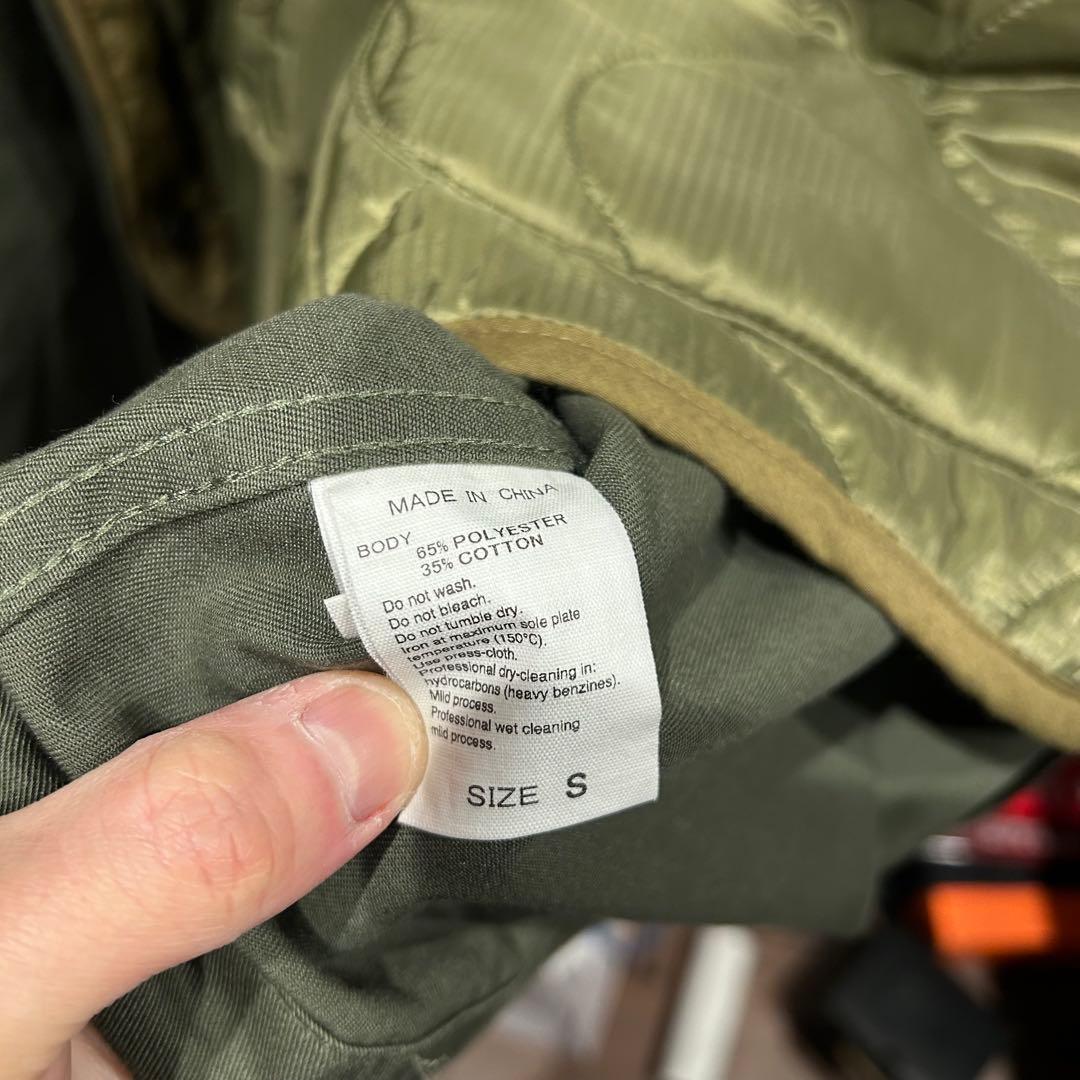 MADE IN CHINA
BODY 65% POLYESTER
35% COTTON
Do not wash.
Do not bleach.
Do not tumble dry.
Iron at maximum sole plate
temperature (150°C).
Use press-cloth.
Professional dry-cleaning in:
hydrocarbons (heavy benzines).
Mild process.
Professional wet cleaning
mild process.
SIZE S